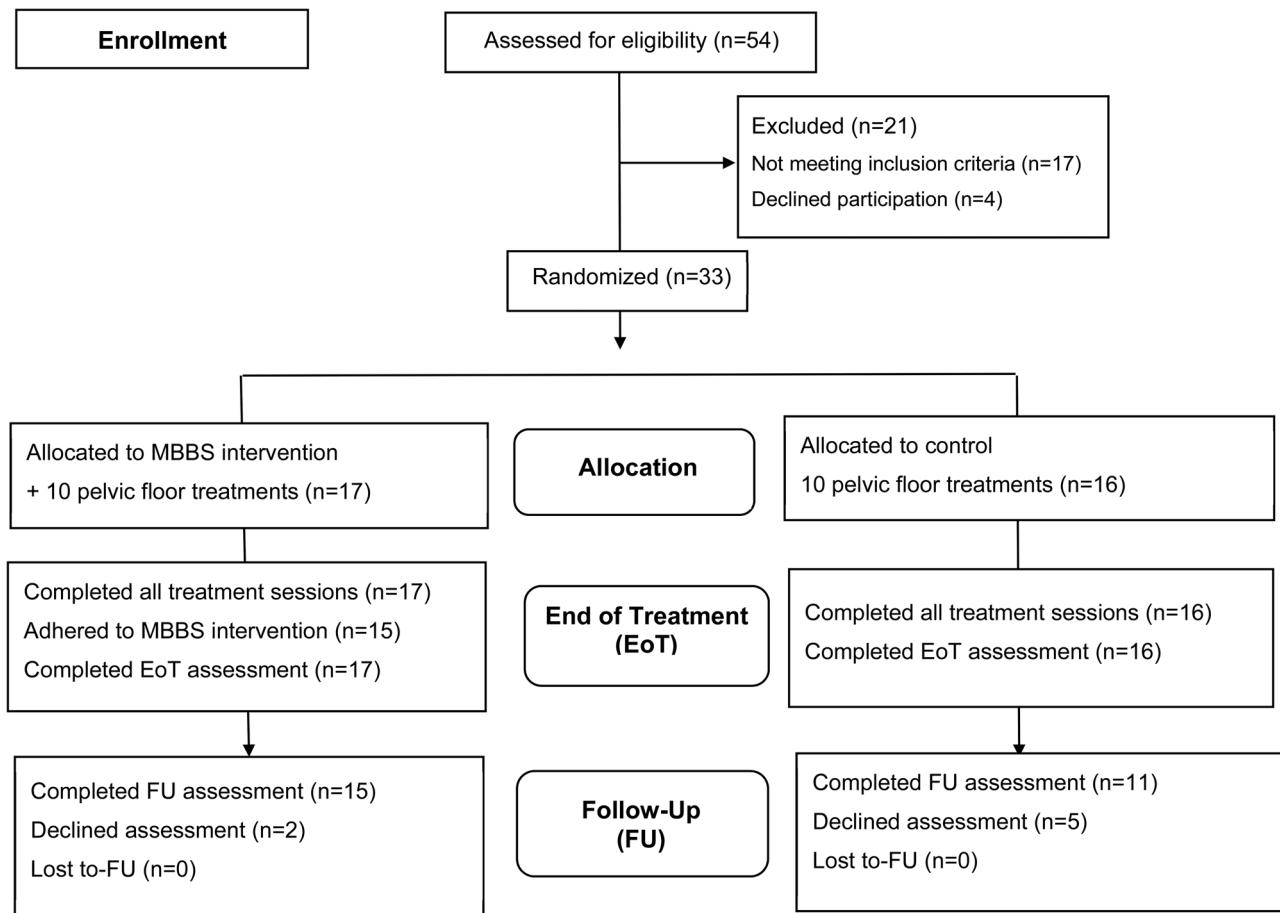 Enrollment
Assessed for eligibility (n=54)
Excluded (n=21)
Not meeting inclusion criteria (n=17)
Declined participation (n=4)
Randomized (n=33)
Allocated to MBBS intervention
+ 10 pelvic floor treatments (n=17)
Allocation
Allocated to control
10 pelvic floor treatments (n=16)
Completed all treatment sessions (n=17)
Adhered to MBBS intervention (n=15)
Completed EoT assessment (n=17)
End of Treatment
(EoT)
Completed all treatment sessions (n=16)
Completed EoT assessment (n=16)
Completed FU assessment (n=15)
Declined assessment (n=2)
Lost to-FU (n=0)
Follow-Up
(FU)
Completed FU assessment (n=11)
Declined assessment (n=5)
Lost to-FU (n=0)